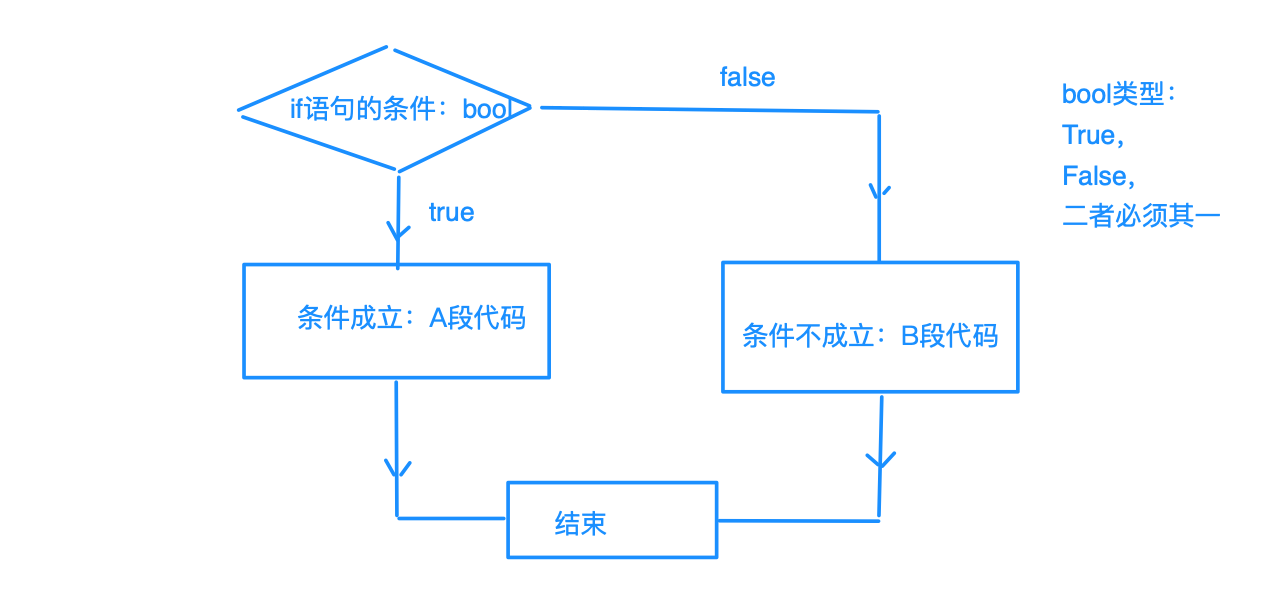 if语句的条件：bool
false
true
条件成立：A段代码
条件不成立：B段代码
结束
bool类型：
True，
False，
二者必须其一